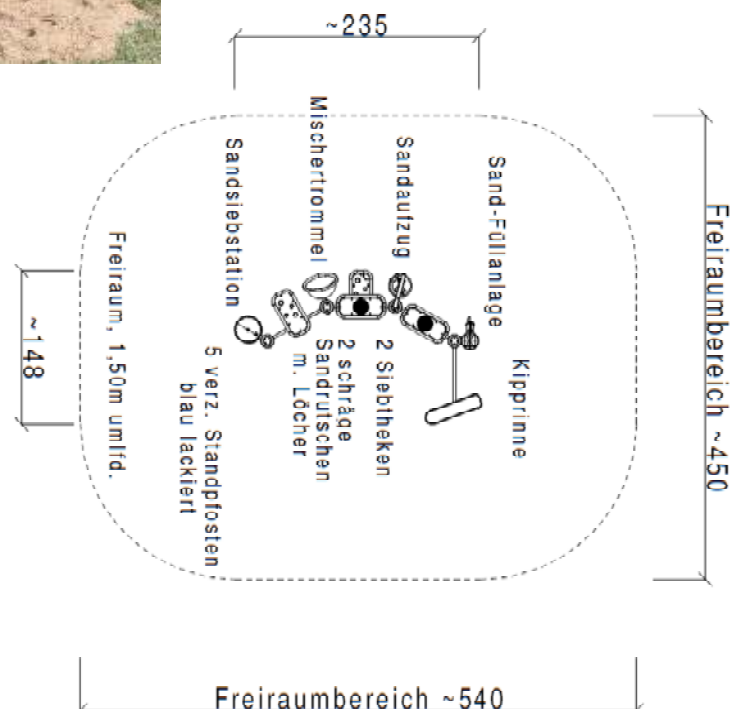 ~235
Mischertrommel
Sandaufzug
Sand-Füllanlage
Sandsiebstation
Freiraum, 1,50m umlfd.
Kipprinne
2 Siebtheken
2 schräge
Sandrutschen
m. Löcher
5 verz. Standpfosten
blau lackiert
Freiraumbereich ~450
~148
Freiraumbereich ~540